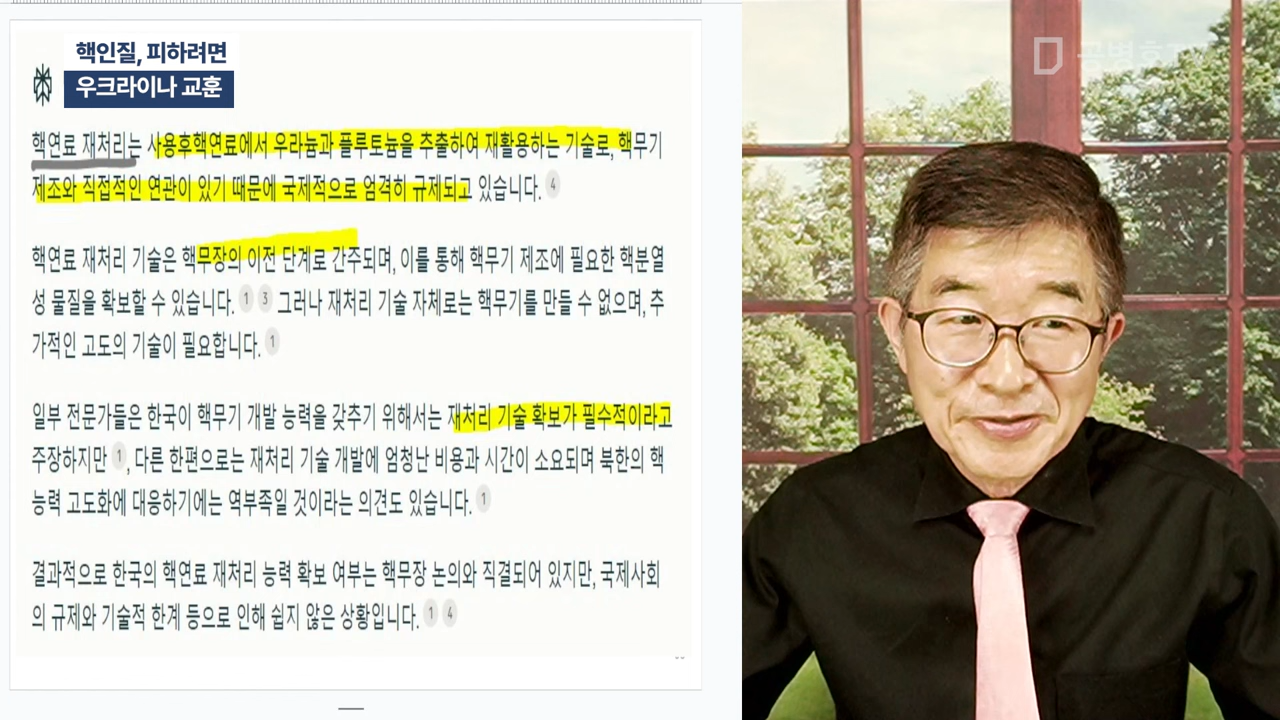 핵인질, 피하려면
우크라이나 교훈
공병호TV
핵연료 재처리는 사용후핵연료에서 우라늄과 플루토늄을 추출하여 재활용하는 기술로, 핵무기
제조와 직접적인 연관이 있기 때문에 국제적으로 엄격히 규제되고 있습니다. 4
핵연료 재처리 기술은 핵무장의 이전 단계로 간주되며, 이를 통해 핵무기 제조에 필요한 핵분열
성 물질을 확보할 수 있습니다. 1 3 그러나 재처리 기술 자체로는 핵무기를 만들 수 없으며, 추
가적인 고도의 기술이 필요합니다. 1
일부 전문가들은 한국이 핵무기 개발 능력을 갖추기 위해서는 재처리 기술 확보가 필수적이라고
주장하지만 1 , 다른 한편으로는 재처리 기술 개발에 엄청난 비용과 시간이 소요되며 북한의 핵
능력 고도화에 대응하기에는 역부족일 것이라는 의견도 있습니다. 1
결과적으로 한국의 핵연료 재처리 능력 확보 여부는 핵무장 논의와 직결되어 있지만, 국제사회
의 규제와 기술적 한계 등으로 인해 쉽지 않은 상황입니다. 1 4